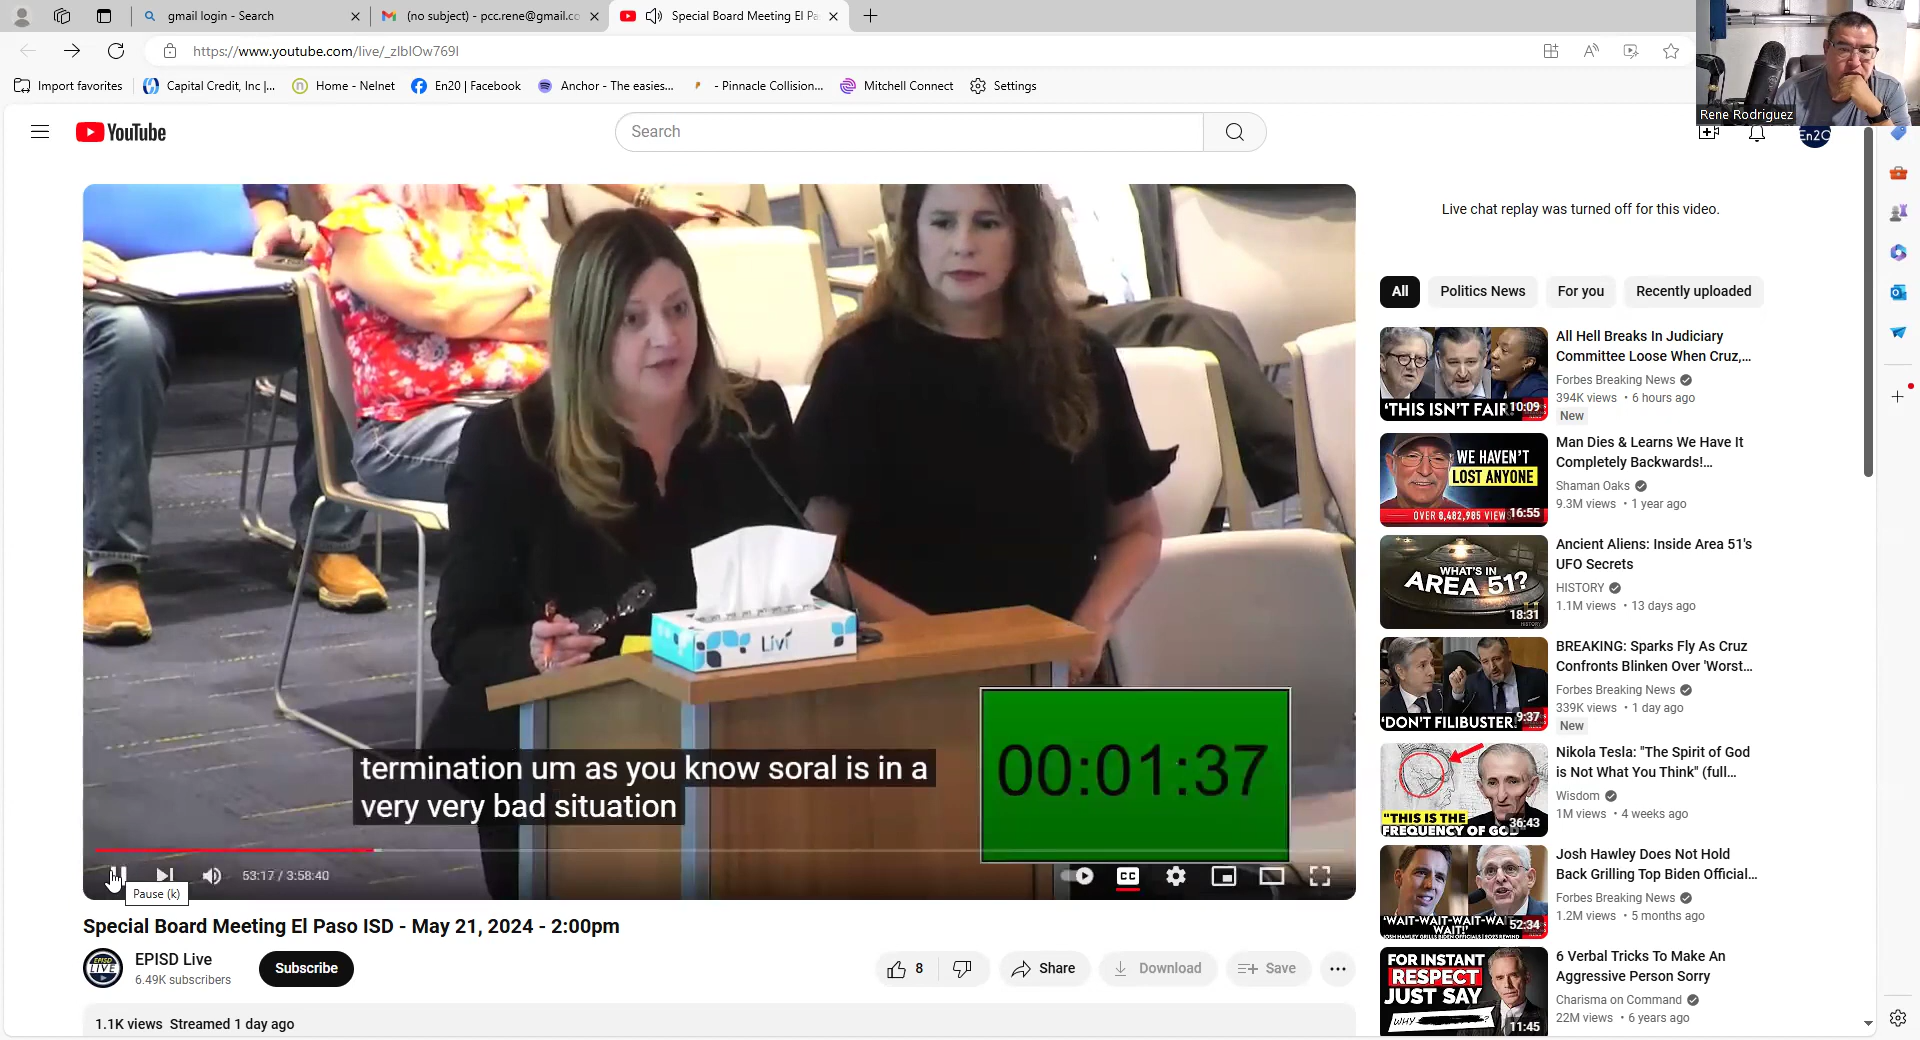 gmail login - Search
(no subject) - pcc.rene@gmail.co
Special Board Meeting El Pa
https://www.youtube.com/live/_zlbIOw769I
Import favorites
Capital Credit, Inc |...
Home - Nelnet
En20 | Facebook
Anchor - The easies...
- Pinnacle Collision...
Mitchell Connect
Settings
Rene Rodriguez
YouTube
Search
En20
Live chat replay was turned off for this video.
All
Politics News
For you
Recently uploaded
Livi
termination um as you know soral is in a
very very bad situation
00:01:37
53:17 / 3:58:40
CC
Pause (k)
Special Board Meeting El Paso ISD - May 21, 2024 - 2:00pm
EPISD
LIVE
EPISD Live
6.49K subscribers
Subscribe
8
Share
Download
Save
1.1K views Streamed 1 day ago
'THIS ISN'T FAIR
10:09
All Hell Breaks In Judiciary
Committee Loose When Cruz,...
Forbes Breaking News
394K views • 6 hours ago
New
WE HAVEN'T
LOST ANYONE
OVER 8,482,985 VIEWS
16:55
Man Dies & Learns We Have It
Completely Backwards!...
Shaman Oaks
9.3M views • 1 year ago
WHAT'S IN
AREA 51?
18:31
HISTORY
Ancient Aliens: Inside Area 51's
UFO Secrets
HISTORY
1.1M views • 13 days ago
'DON'T FILIBUSTER!
9:37
BREAKING: Sparks Fly As Cruz
Confronts Blinken Over 'Worst...
Forbes Breaking News
339K views • 1 day ago
New
"THIS IS THE
FREQUENCY OF GOD"
36:43
Nikola Tesla: "The Spirit of God
is Not What You Think" (full...
Wisdom
1M views • 4 weeks ago
'WAIT-WAIT-WAIT-WA
WAIT!'
52:34
Josh Hawley Does Not Hold
Back Grilling Top Biden Official...
Forbes Breaking News
1.2M views • 5 months ago
FOR INSTANT
RESPECT
JUST SAY
WHY
11:45
6 Verbal Tricks To Make An
Aggressive Person Sorry
Charisma on Command
22M views • 6 years ago